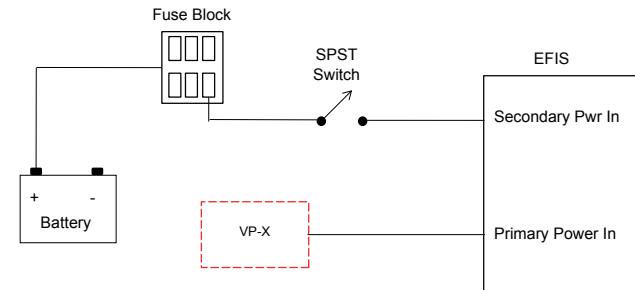 Fuse Block
SPST
Switch
EFIS
Secondary Pwr In
+ -
Battery
VP-X
Primary Power In